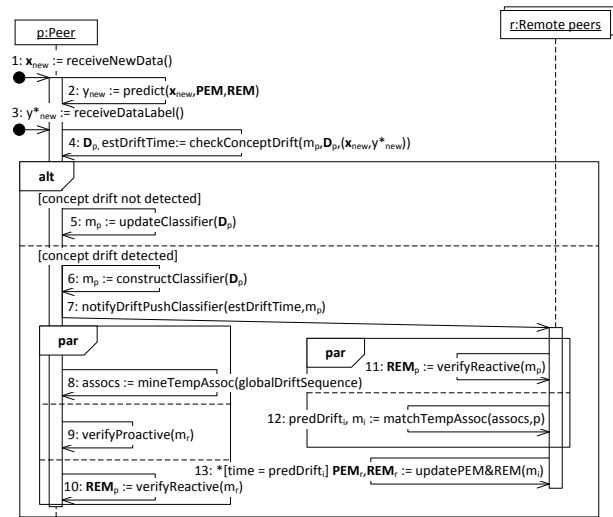 p:Peer
r:Remote peers
1: xnew := receiveNewData()
2: ynew := predict(xnew,PEM,REM)
3: y*new := receiveDataLabel()
4: Dp, estDriftTime:= checkConceptDrift(mp,Dp,(xnew,y*new))
alt
[concept drift not detected]
5: mp := updateClassifier(Dp)
[concept drift detected]
6: mp := constructClassifier(Dp)
7: notifyDriftPushClassifier(estDriftTime,mp)
par
par
11: REMp := verifyReactive(mp)
8: assocs := mineTempAssoc(globalDriftSequence)
12: predDrifti, mi := matchTempAssoc(assocs,p)
9: verifyProactive(mr)
13: *[time = predDrifti] PEMr,REMr := updatePEM&REM(mi)
10: REMp := verifyReactive(mr)